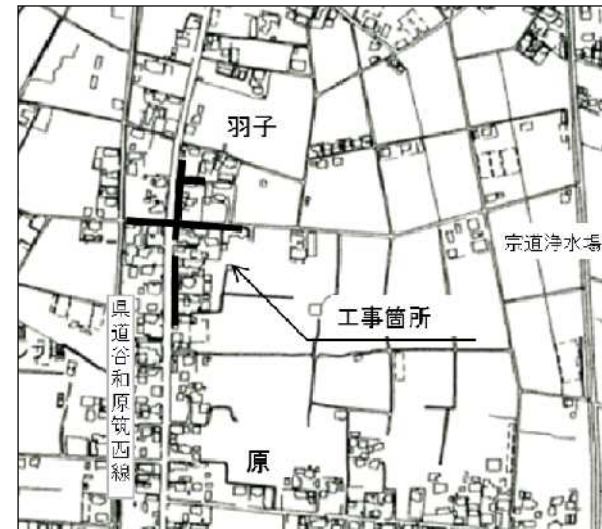 羽子
宗道浄水場
工事箇所
県道谷和原筑西線
原